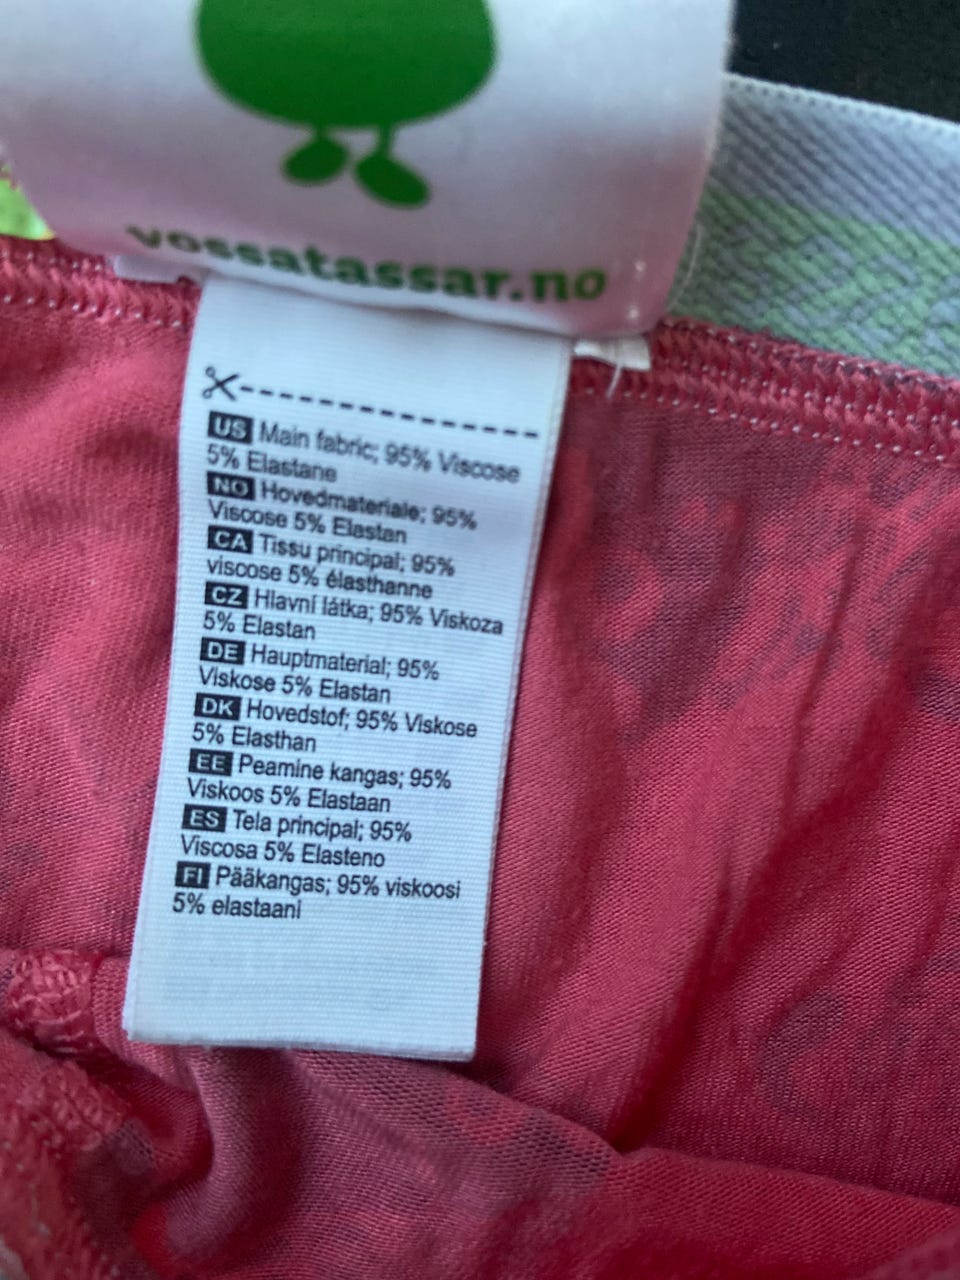 vossatassar.no
US Main fabric; 95% Viscose
5% Elastane
NO Hovedmateriale; 95%
Viscose 5% Elastan
CA Tissu principal; 95%
viscose 5% élasthanne
CZ Hlavní látka; 95% Viskoza
5% Elastan
DE Hauptmaterial; 95%
Viskose 5% Elastan
DK Hovedstof; 95% Viskose
5% Elasthan
EE Peamine kangas; 95%
Viskoos 5% Elastaan
ES Tela principal; 95%
Viscosa 5% Elasteno
FI Pääkangas; 95% viskoosi
5% elastaani